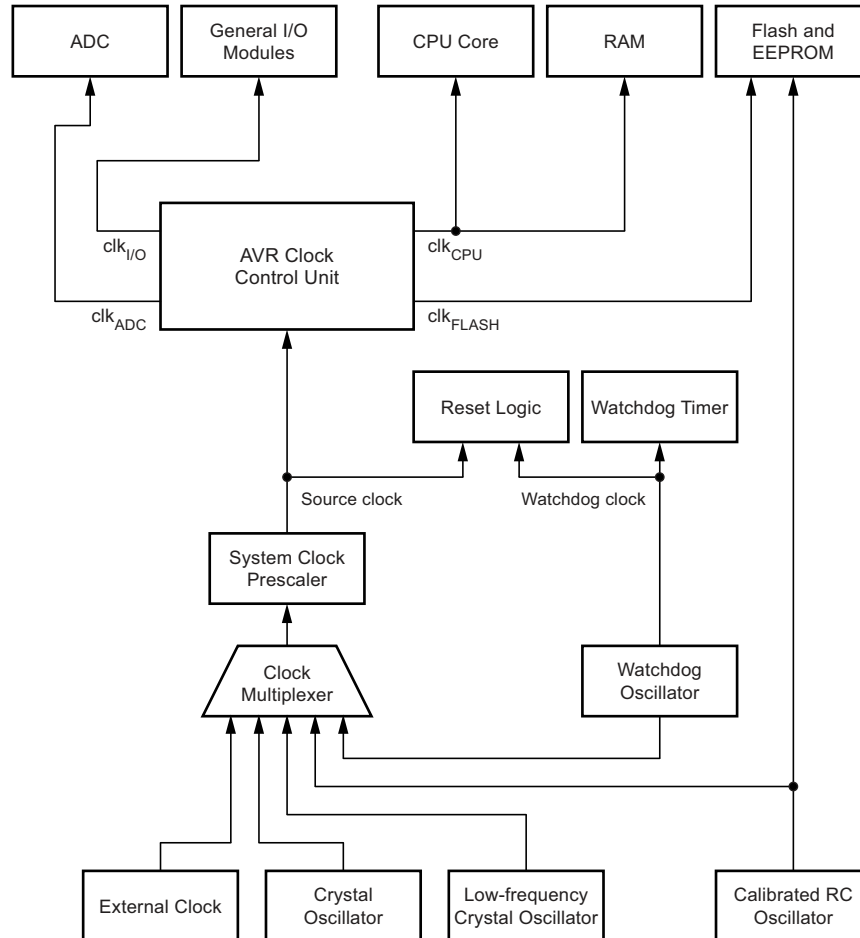 ADC
General I/O
Modules
CPU Core
RAM
Flash and
EEPROM
clkI/O
AVR Clock
Control Unit
clkCPU
clkADC
clkFLASH
Reset Logic
Watchdog Timer
Source clock
Watchdog clock
System Clock
Prescaler
Clock
Multiplexer
Watchdog
Oscillator
External Clock
Crystal
Oscillator
Low-frequency
Crystal Oscillator
Calibrated RC
Oscillator